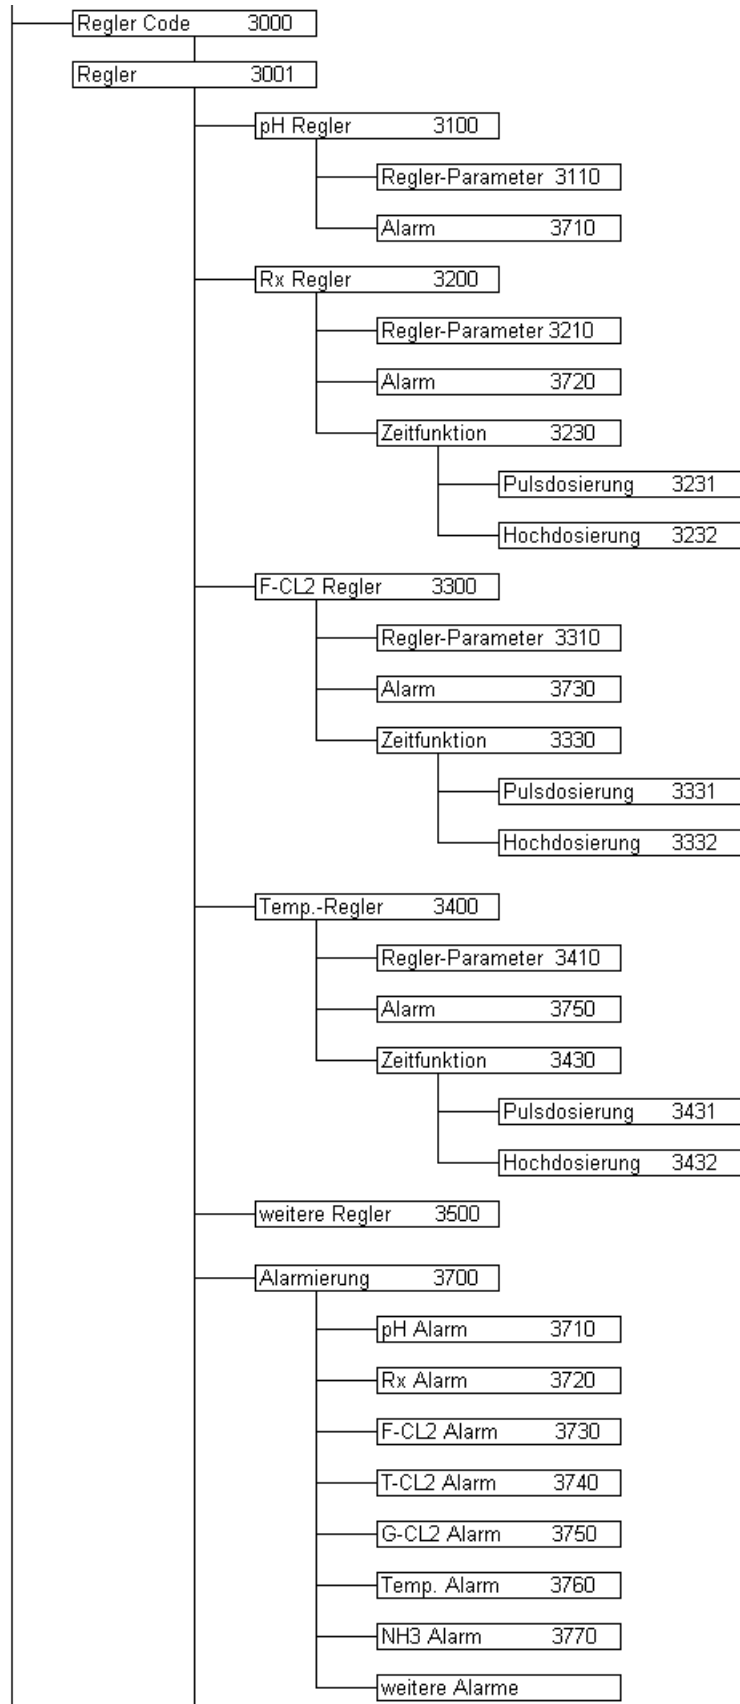 Regler Code 3000
Regler 3001
pH Regler 3100
Regler-Parameter 3110
Alarm 3710
Rx Regler 3200
Regler-Parameter 3210
Alarm 3720
Zeitfunktion 3230
Pulsdosierung 3231
Hochdosierung 3232
F-CL2 Regler 3300
Regler-Parameter 3310
Alarm 3730
Zeitfunktion 3330
Pulsdosierung 3331
Hochdosierung 3332
Temp.-Regler 3400
Regler-Parameter 3410
Alarm 3750
Zeitfunktion 3430
Pulsdosierung 3431
Hochdosierung 3432
weitere Regler 3500
Alarmierung 3700
pH Alarm 3710
Rx Alarm 3720
F-CL2 Alarm 3730
T-CL2 Alarm 3740
G-CL2 Alarm 3750
Temp. Alarm 3760
NH3 Alarm 3770
weitere Alarme